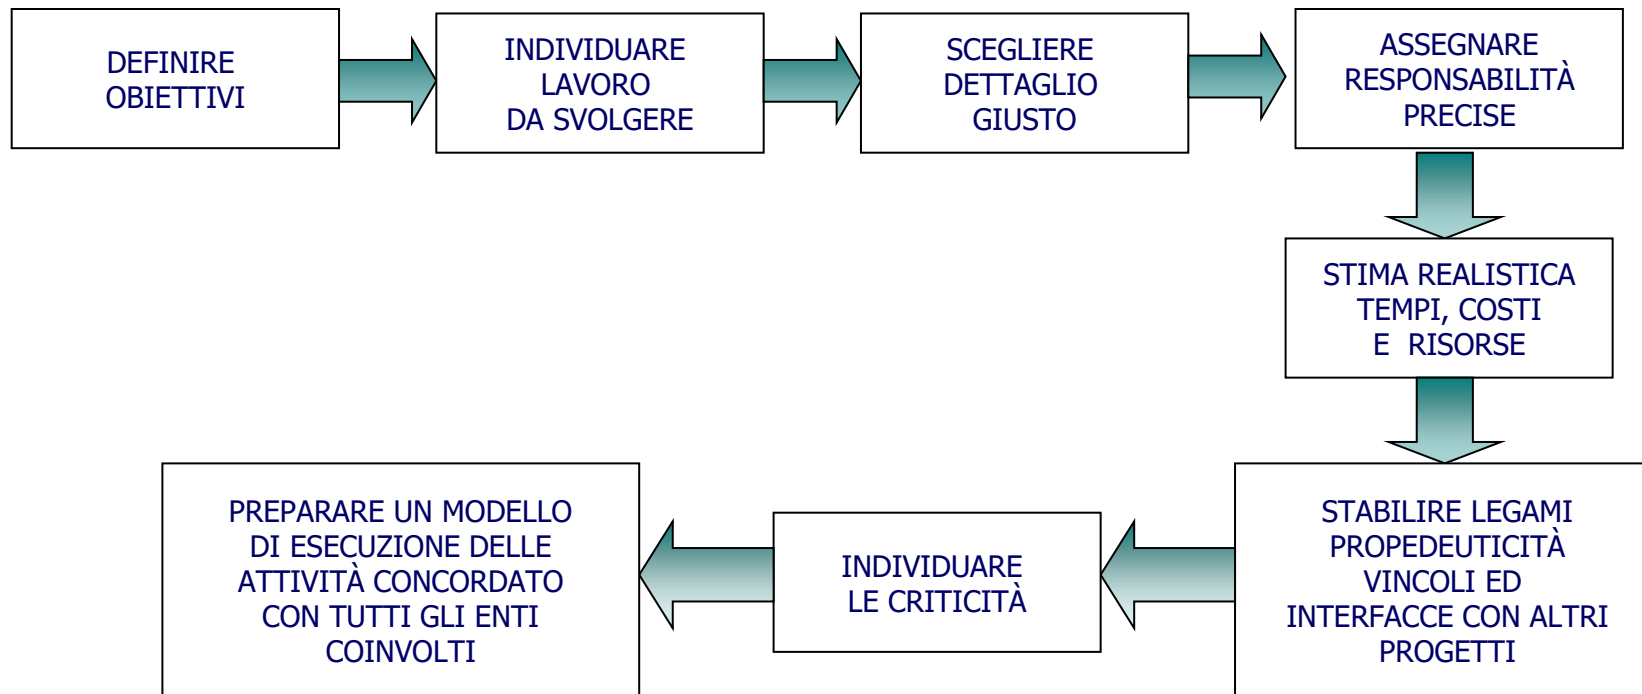 DEFINIRE
OBIETTIVI
INDIVIDUARE
LAVORO
DA SVOLGERE
SCEGLIERE
DETTAGLIO
GIUSTO
ASSEGNARE
RESPONSABILITÀ
PRECISE
STIMA REALISTICA
TEMPI, COSTI
E RISORSE
STABILIRE LEGAMI
PROPEDEUTICITÀ
VINCOLI ED
INTERFACCE CON ALTRI
PROGETTI
INDIVIDUARE
LE CRITICITÀ
PREPARARE UN MODELLO
DI ESECUZIONE DELLE
ATTIVITÀ CONCORDATO
CON TUTTI GLI ENTI
COINVOLTI